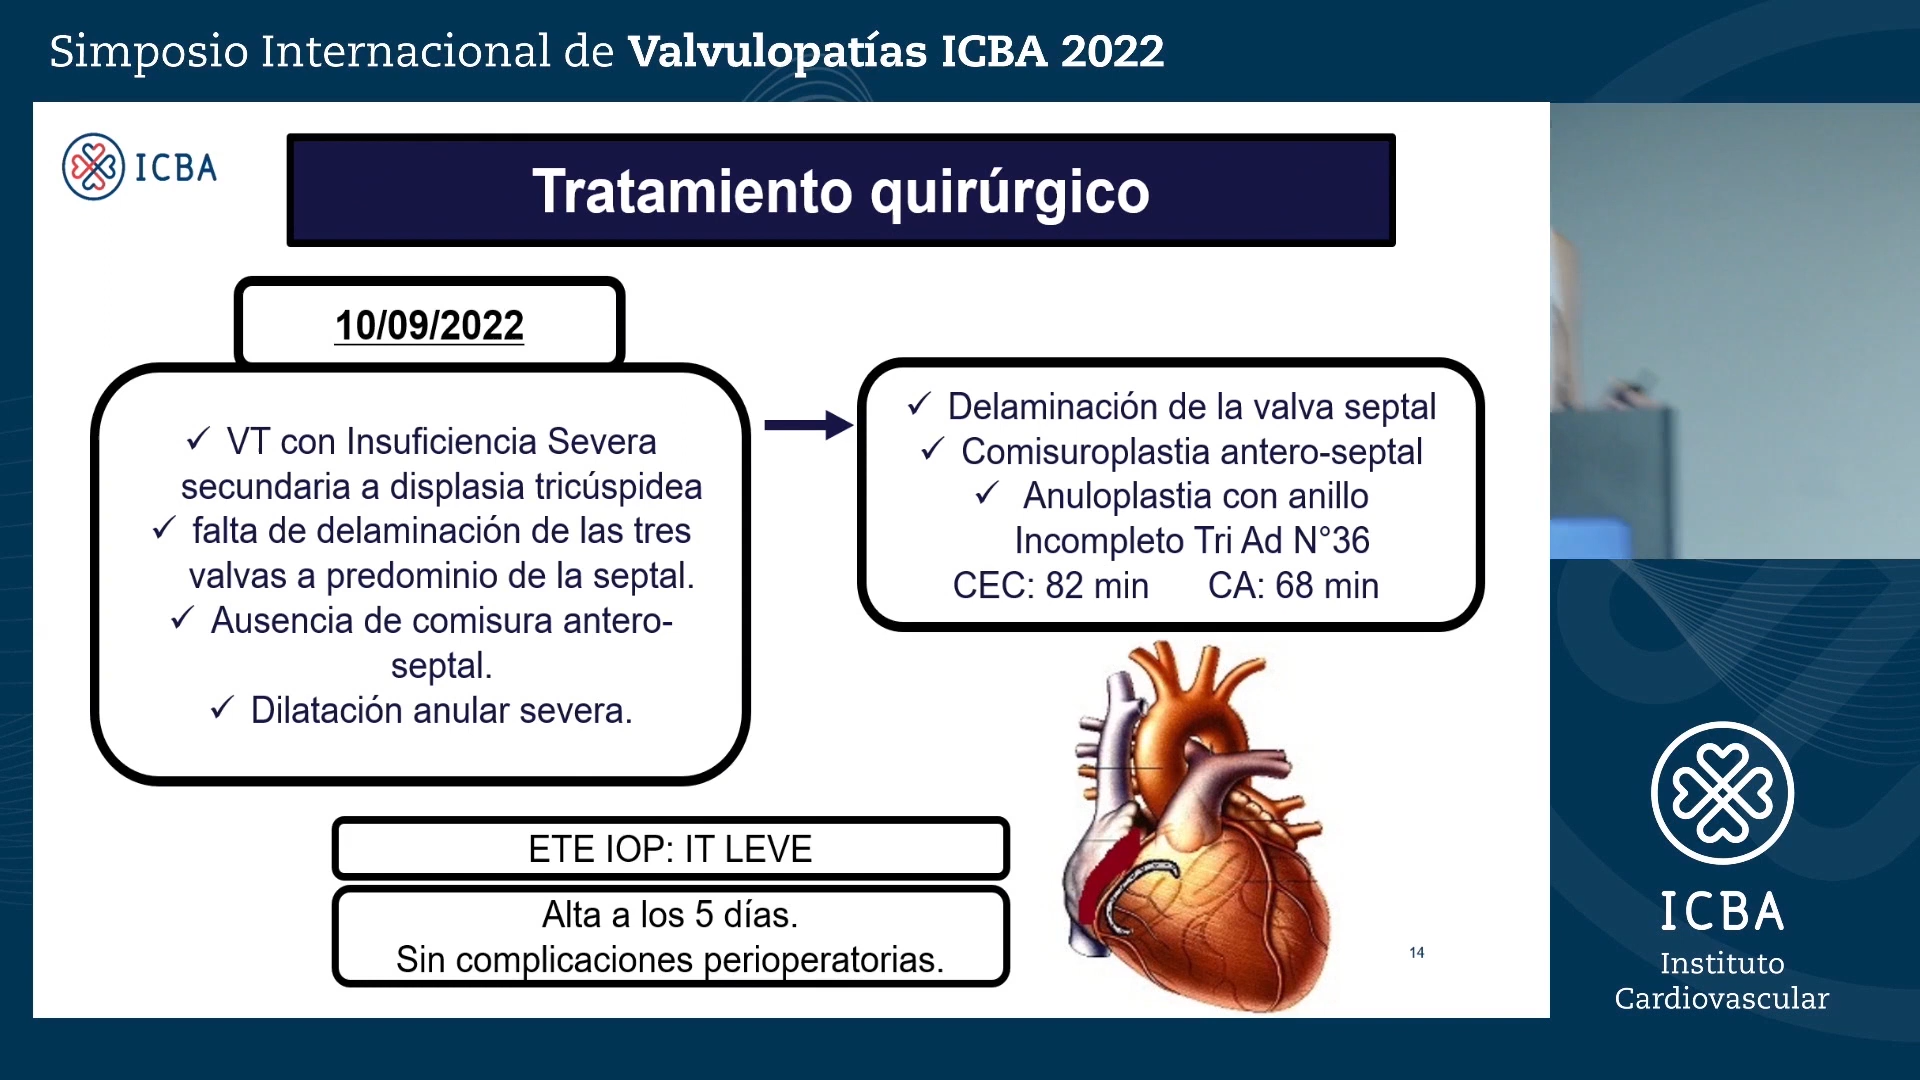 Simposio Internacional de Valvulopatías ICBA 2022
ICBA
Tratamiento quirúrgico
10/09/2022
✓ VT con Insuficiencia Severa
secundaria a displasia tricúspidea
✓ falta de delaminación de las tres
valvas a predominio de la septal.
✓ Ausencia de comisura antero-
septal.
✓ Dilatación anular severa.
✓ Delaminación de la valva septal
✓ Comisuroplastia antero-septal
✓ Anuloplastia con anillo
Incompleto Tri Ad N°36
CEC: 82 min CA: 68 min
ETE IOP: IT LEVE
Alta a los 5 días.
Sin complicaciones perioperatorias.
14
ICBA
Instituto
Cardiovascular